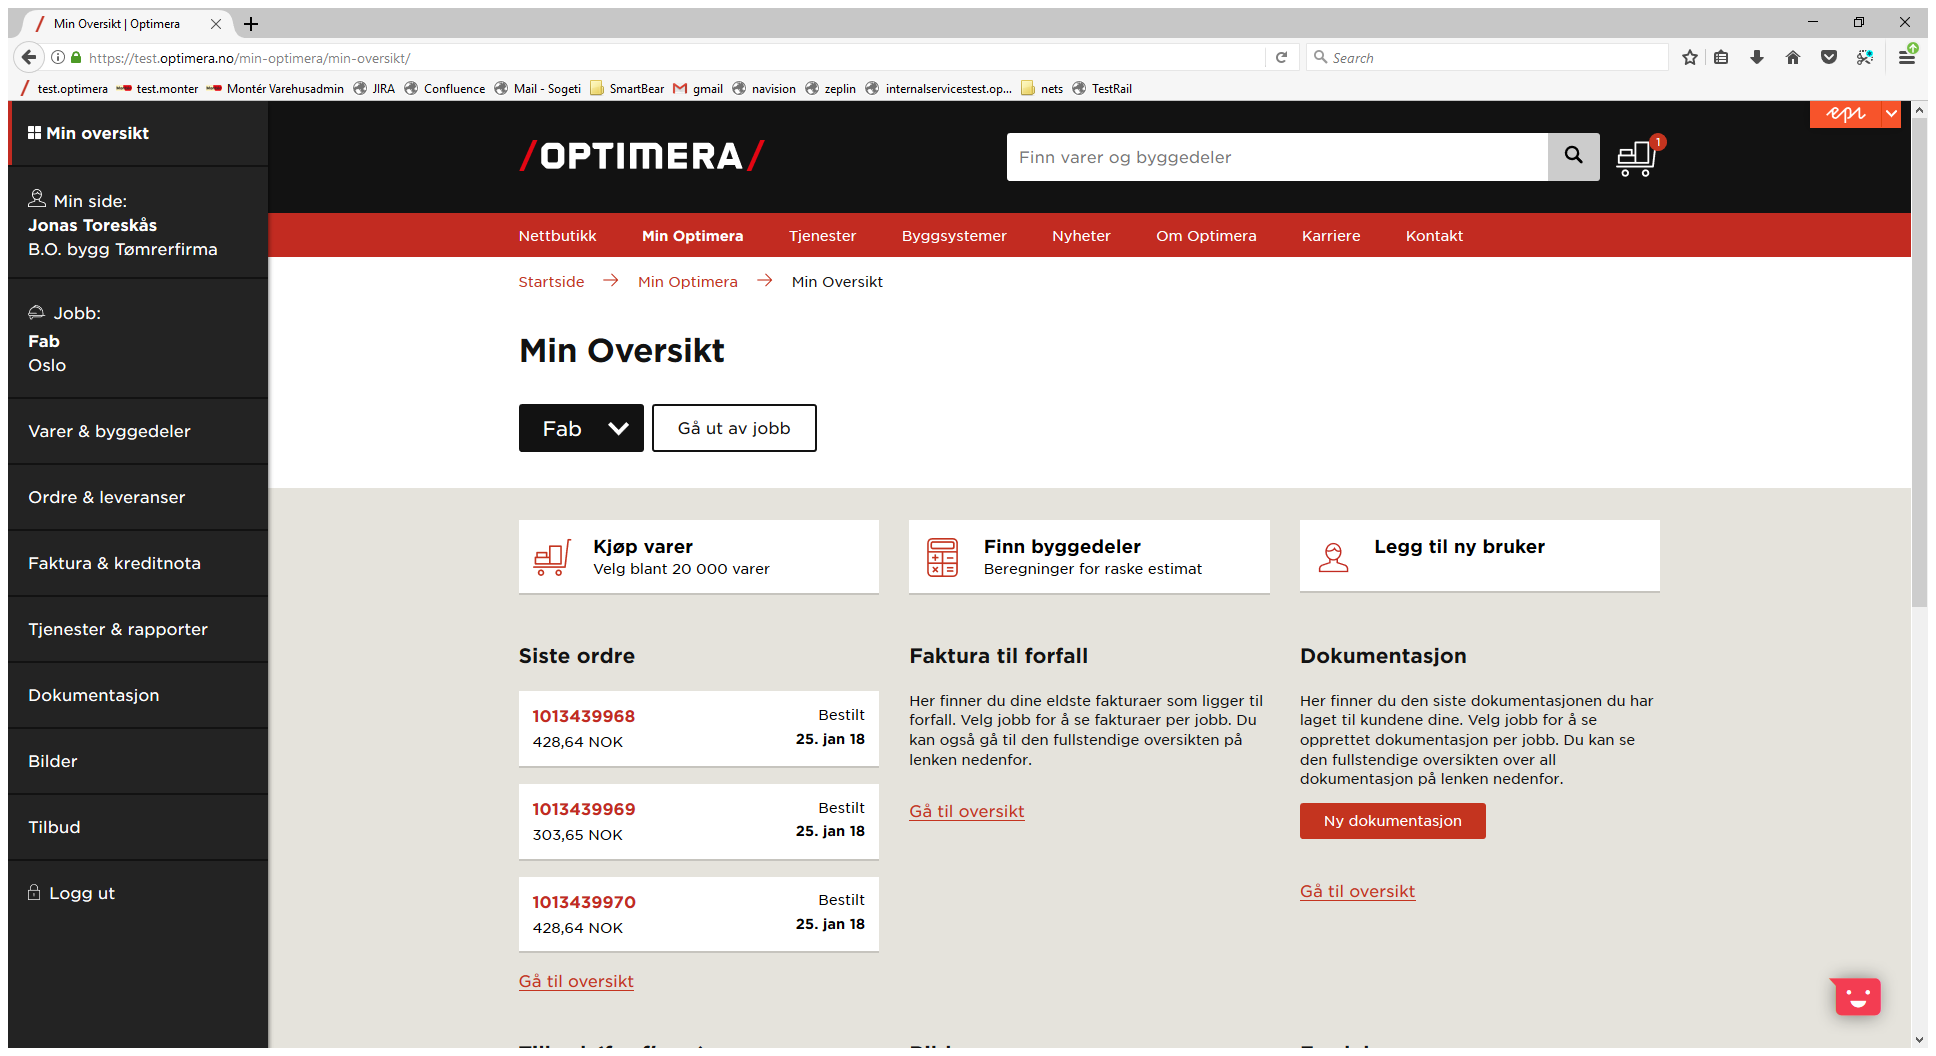 Min Oversikt | Optimera
https://test.optimera.no/min-optimera/min-oversikt/
Search
test.optimera
test.monter
Montér Varehusadmin
JIRA
Confluence
Mail - Sogeti
SmartBear
gmail
navision
zeplin
internalservicestest.op...
nets
TestRail
Min oversikt
Min side:
Jonas Toreskås
B.O. bygg Tømrerfirma
Jobb:
Fab
Oslo
Varer & byggedeler
Ordre & leveranser
Faktura & kreditnota
Tjenester & rapporter
Dokumentasjon
Bilder
Tilbud
Logg ut
/OPTIMERA/
Finn varer og byggedeler
1
epi
Nettbutikk
Min Optimera
Tjenester
Byggsystemer
Nyheter
Om Optimera
Karriere
Kontakt
Startside
Min Optimera
Min Oversikt
Min Oversikt
Fab
Gå ut av jobb
Kjøp varer
Velg blant 20 000 varer
Finn byggedeler
Beregninger for raske estimat
Legg til ny bruker
Siste ordre
1013439968
Bestilt
428,64 NOK
25. jan 18
1013439969
Bestilt
303,65 NOK
25. jan 18
1013439970
Bestilt
428,64 NOK
25. jan 18
Gå til oversikt
Faktura til forfall
Her finner du dine eldste fakturaer som ligger til
forfall. Velg jobb for å se fakturaer per jobb. Du
kan også gå til den fullstendige oversikten på
lenken nedenfor.
Gå til oversikt
Dokumentasjon
Her finner du den siste dokumentasjonen du har
laget til kundene dine. Velg jobb for å se
opprettet dokumentasjon per jobb. Du kan se
den fullstendige oversikten over all
dokumentasjon på lenken nedenfor.
Ny dokumentasjon
Gå til oversikt